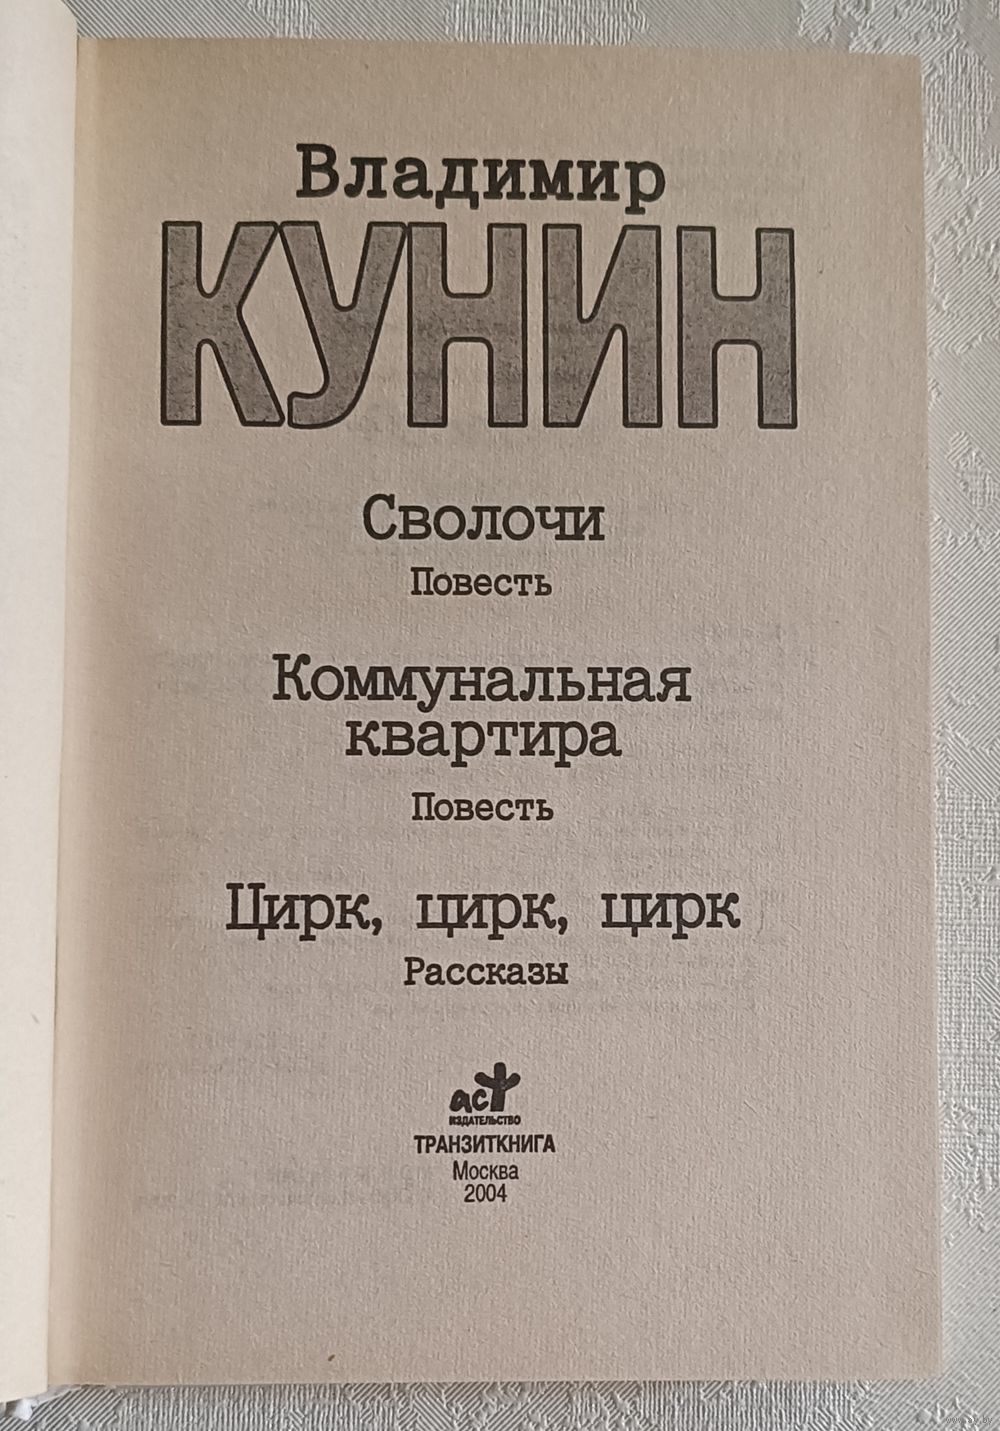 Владимир
КУНИН
Сволочи
Повесть
Коммунальная
квартира
Повесть
Цирк, цирк, цирк
Рассказы
аст
ИЗДАТЕЛЬСТВО
ТРАНЗИТКНИГА
Москва
2004